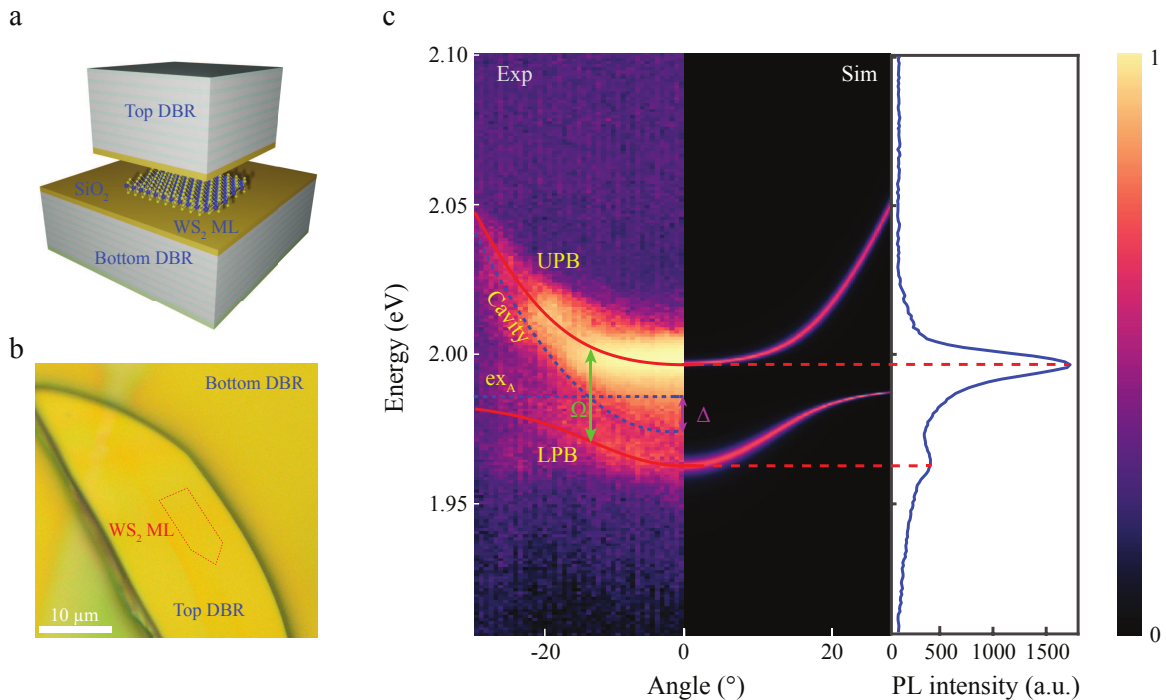 a
Top DBR
SiO₂
WS₂ ML
Bottom DBR
b
Bottom DBR
WS₂ ML
Top DBR
10 µm
c
Exp
Sim
UPB
Cavity
ex_A
Ω
Δ
LPB
2.10
2.05
2.00
1.95
Energy (eV)
-20
0
20
Angle (°)
0
500
1000
1500
PL intensity (a.u.)
1
0